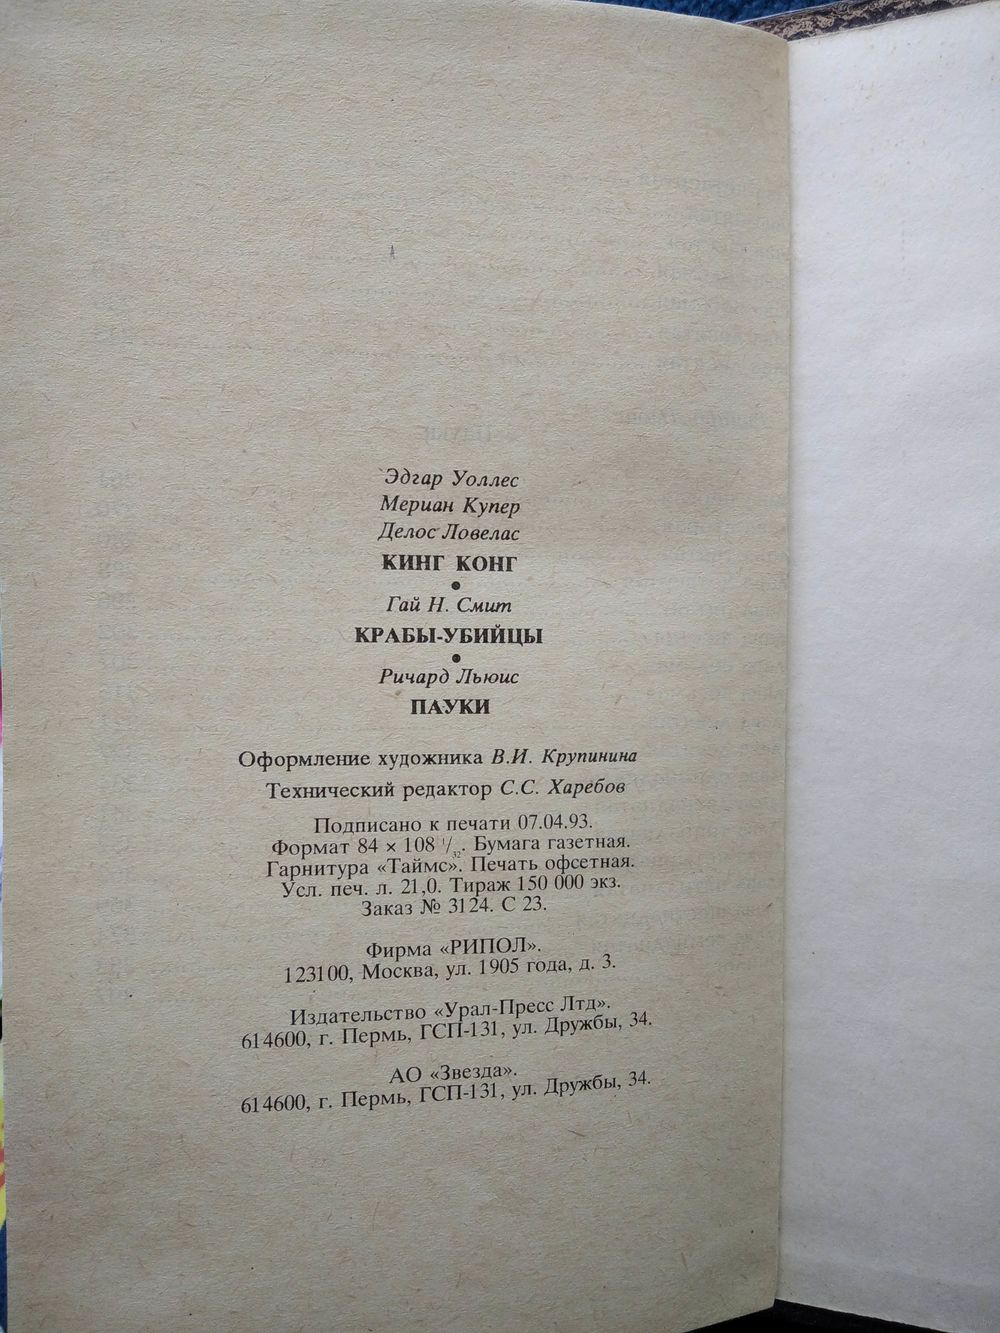 Эдгар Уоллес
Мериан Купер
Делос Ловелас
КИНГ КОНГ
•
Гай Н. Смит
КРАБЫ-УБИЙЦЫ
•
Ричард Льюис
ПАУКИ
Оформление художника В.И. Крупинина
Технический редактор С.С. Харебов
Подписано к печати 07.04.93.
Формат 84 × 108 1/32. Бумага газетная.
Гарнитура «Таймс». Печать офсетная.
Усл. печ. л. 21,0. Тираж 150 000 экз.
Заказ № 3124. С 23.
Фирма «РИПОЛ».
123100, Москва, ул. 1905 года, д. 3.
Издательство «Урал-Пресс Лтд».
614600, г. Пермь, ГСП-131, ул. Дружбы, 34.
АО «Звезда».
614600, г. Пермь, ГСП-131, ул. Дружбы, 34.